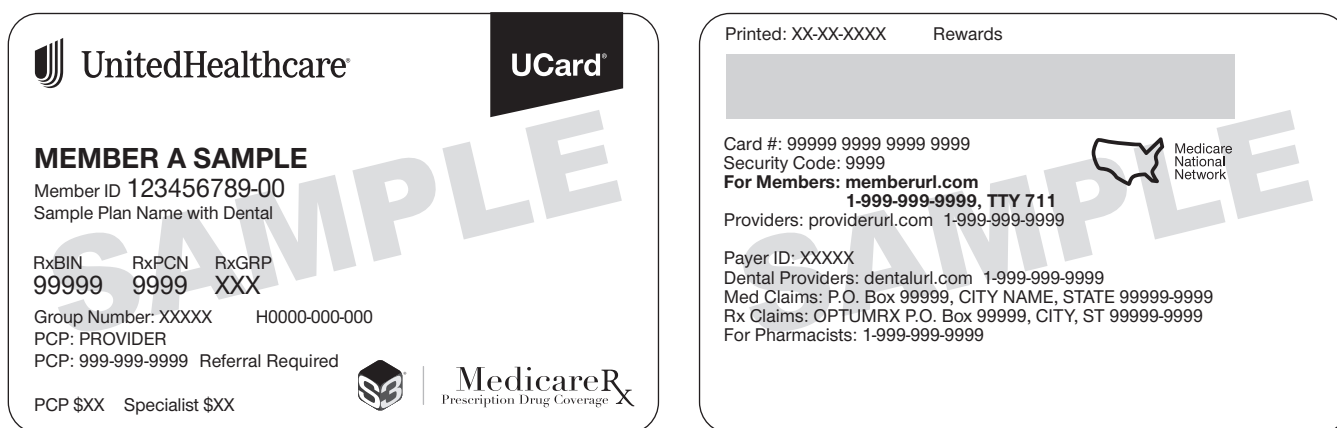 UnitedHealthcare®
UCard®
SAMPLE
MEMBER A SAMPLE
Member ID 123456789-00
Sample Plan Name with Dental
RxBIN RxPCN RxGRP
99999 9999 XXX
Group Number: XXXXX H0000-000-000
PCP: PROVIDER
PCP: 999-999-9999 Referral Required
PCP $XX Specialist $XX
S3
MedicareRx
Prescription Drug Coverage
Printed: XX-XX-XXXX Rewards
SAMPLE
Card #: 99999 9999 9999 9999
Security Code: 9999
For Members: memberurl.com
1-999-999-9999, TTY 711
Providers: providerurl.com 1-999-999-9999
Medicare
National
Network
Payer ID: XXXXX
Dental Providers: dentalurl.com 1-999-999-9999
Med Claims: P.O. Box 99999, CITY NAME, STATE 99999-9999
Rx Claims: OPTUMRX P.O. Box 99999, CITY, ST 99999-9999
For Pharmacists: 1-999-999-9999